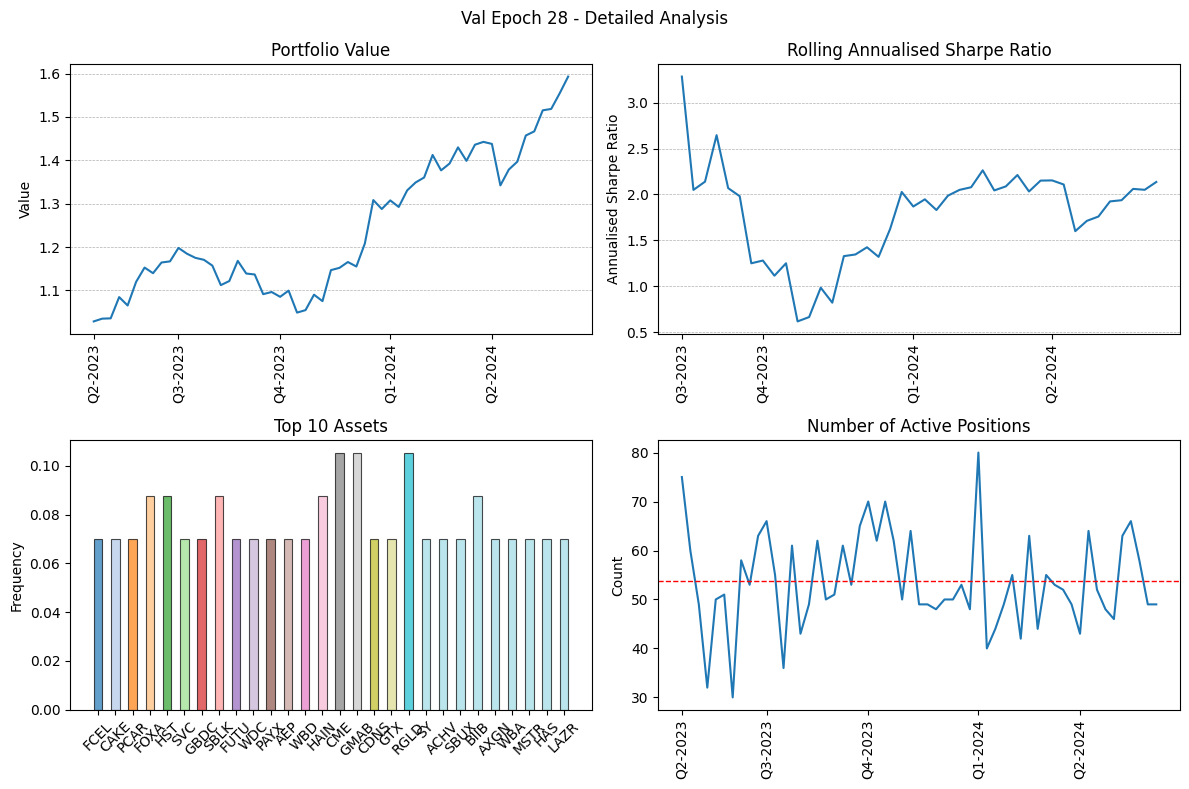 Val Epoch 28 - Detailed Analysis
Portfolio Value
Value
1.6
1.5
1.4
1.3
1.2
1.1
Q2-2023
Q3-2023
Q4-2023
Q1-2024
Q2-2024
Rolling Annualised Sharpe Ratio
Annualised Sharpe Ratio
3.0
2.5
2.0
1.5
1.0
0.5
Q3-2023
Q4-2023
Q1-2024
Q2-2024
Top 10 Assets
Frequency
0.10
0.08
0.06
0.04
0.02
0.00
FCEL
CAKE
PCAR
FOXA
HST
SVC
GBDC
SBLK
FUTU
WDC
PAYX
AEP
WBD
HAIN
CME
GMAB
CDNS
GTX
RGLD
SY
ACHV
SBUX
BIIB
AXGN
WBA
MSTR
HAS
LAZR
Number of Active Positions
Count
80
70
60
50
40
30
Q2-2023
Q3-2023
Q4-2023
Q1-2024
Q2-2024